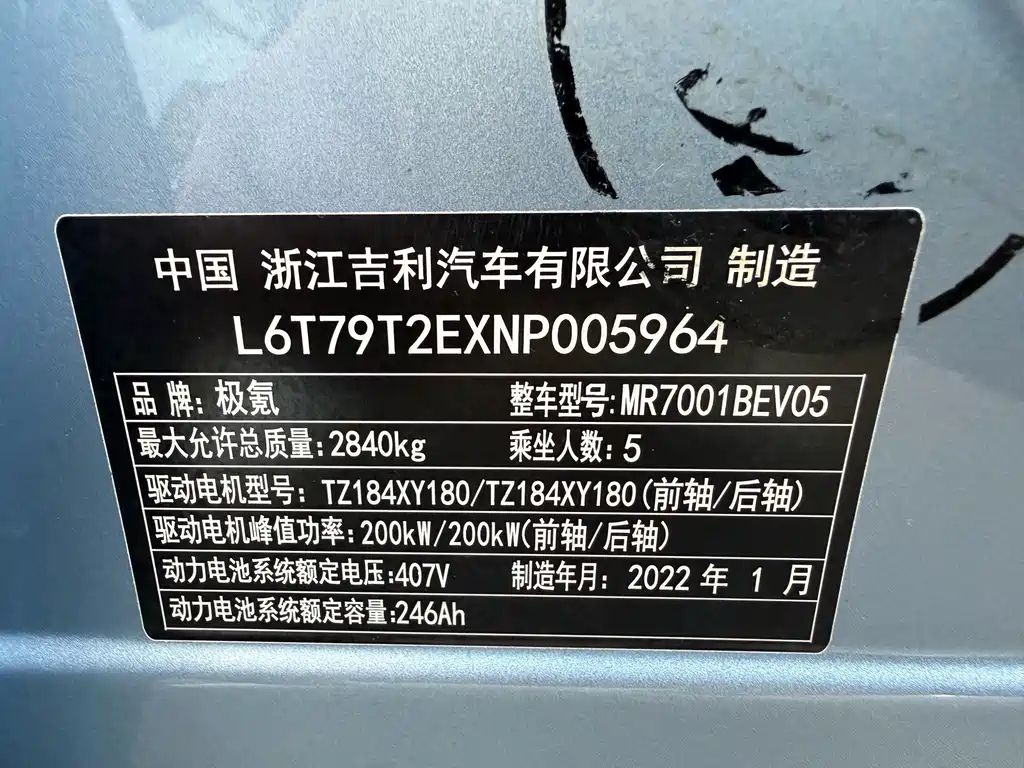 中国 浙江吉利汽车有限公司 制造
L6T79T2EXNP005964
品 牌: 极氪 整车型号:MR7001BEV05
最大允许总质量:2840kg 乘坐人数: 5
驱动电机型号: TZ184XY180/TZ184XY180(前轴/后轴)
驱动电机峰值功率:200kW/200kW(前轴/后轴)
动力电池系统额定电压:407V 制造年月: 2022 年 1 月
动力电池系统额定容量:246Ah